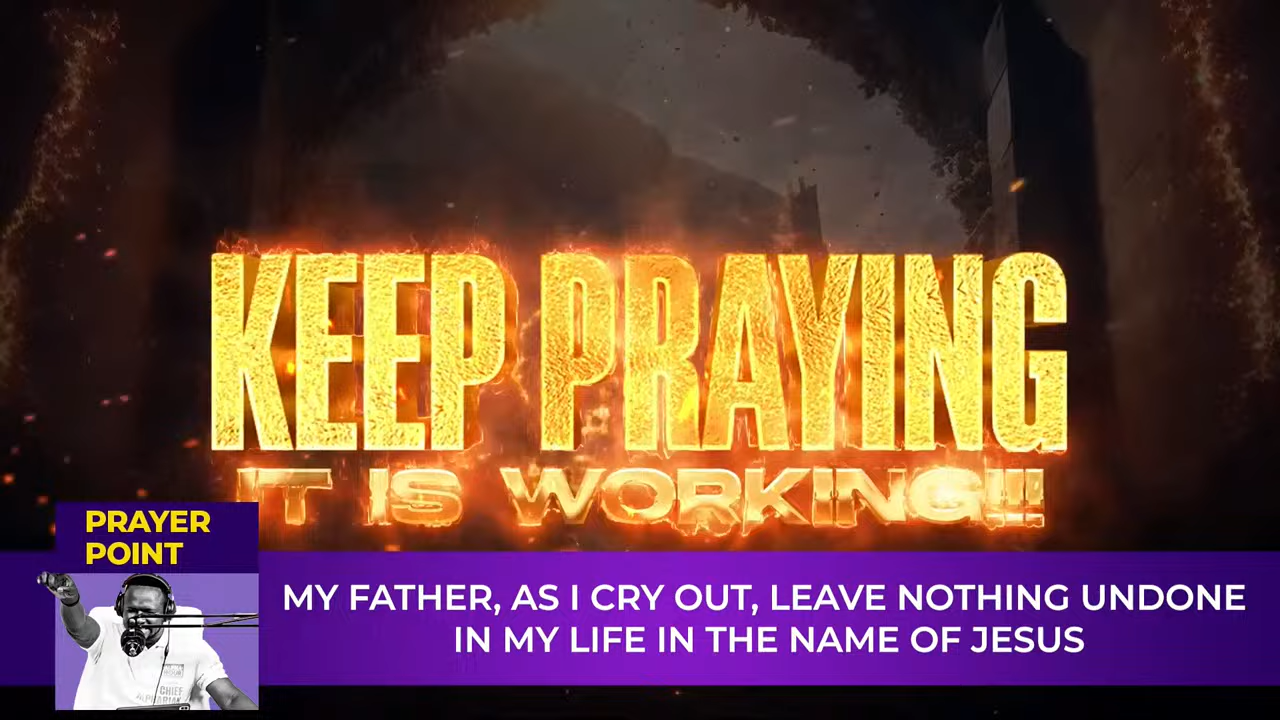 KEEP PRAYING
IT IS WORKING!!!
PRAYER
POINT
MY FATHER, AS I CRY OUT, LEAVE NOTHING UNDONE
IN MY LIFE IN THE NAME OF JESUS
CHIEF